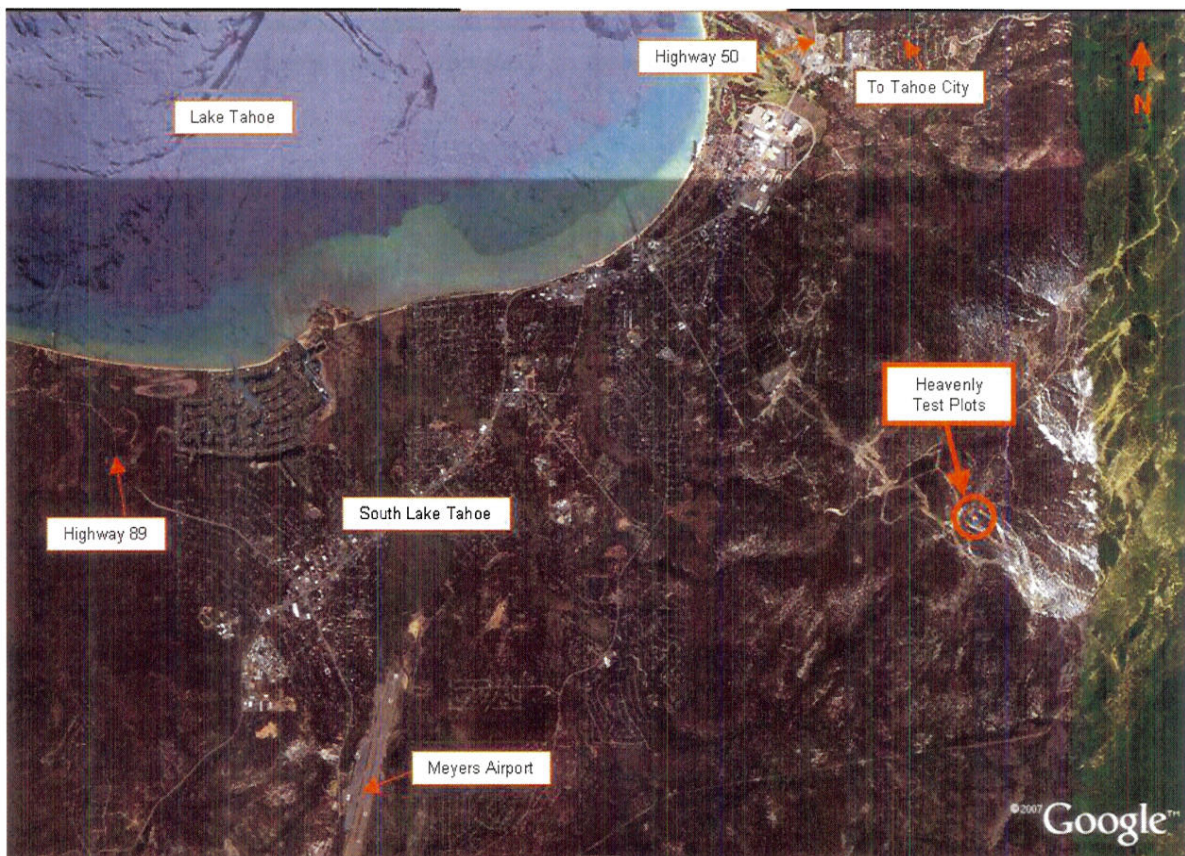 Highway 50
To Tahoe City
N
Lake Tahoe
Heavenly
Test Plots
South Lake Tahoe
Highway 89
Meyers Airport
©2007 Google™